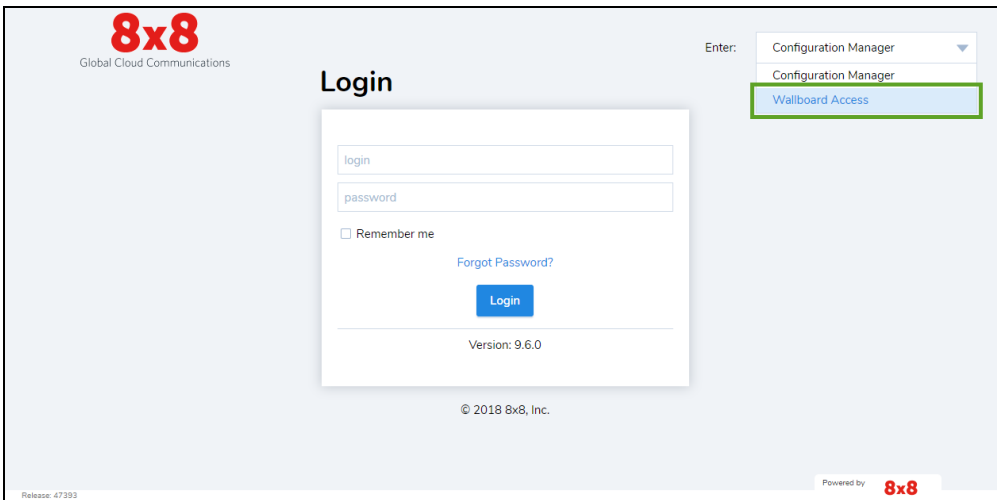 8x8
Global Cloud Communications
Enter:
Configuration Manager
Configuration Manager
Wallboard Access
Login
login
password
Remember me
Forgot Password?
Login
Version: 9.6.0
© 2018 8x8, Inc.
Release: 47393
Powered by 8x8